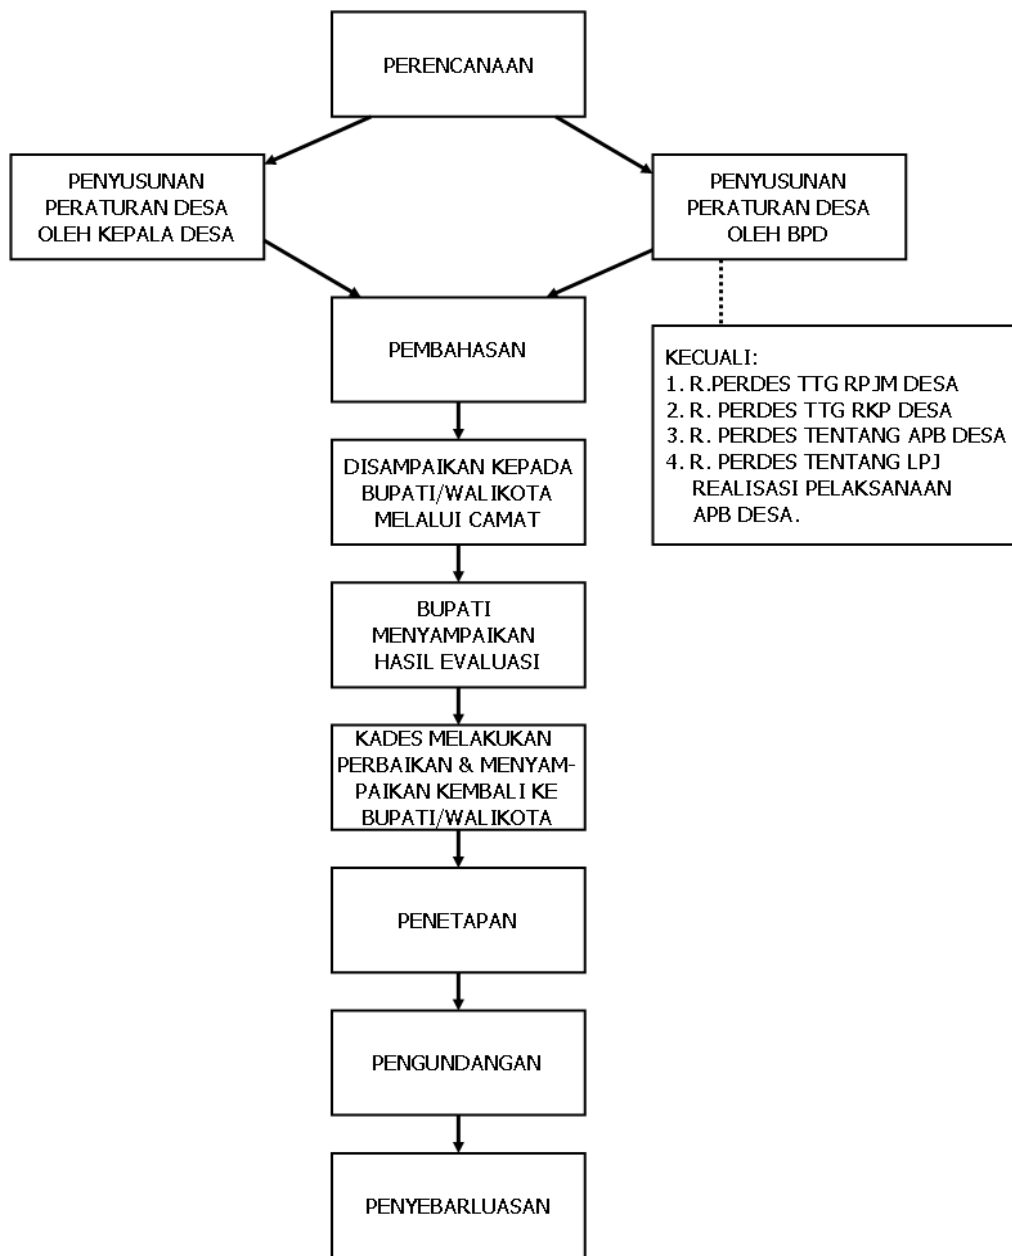 PERENCANAAN
PENYUSUNAN
PERATURAN DESA
OLEH KEPALA DESA
PENYUSUNAN
PERATURAN DESA
OLEH BPD
PEMBAHASAN
KECUALI:
1. R.PERDES TTG RPJM DESA
2. R. PERDES TTG RKP DESA
3. R. PERDES TENTANG APB DESA
4. R. PERDES TENTANG LPJ
REALISASI PELAKSANAAN
APB DESA.
DISAMPAIKAN KEPADA
BUPATI/WALIKOTA
MELALUI CAMAT
BUPATI
MENYAMPAIKAN
HASIL EVALUASI
KADES MELAKUKAN
PERBAIKAN & MENYAM-
PAIKAN KEMBALI KE
BUPATI/WALIKOTA
PENETAPAN
PENGUNDANGAN
PENYEBARLUASAN